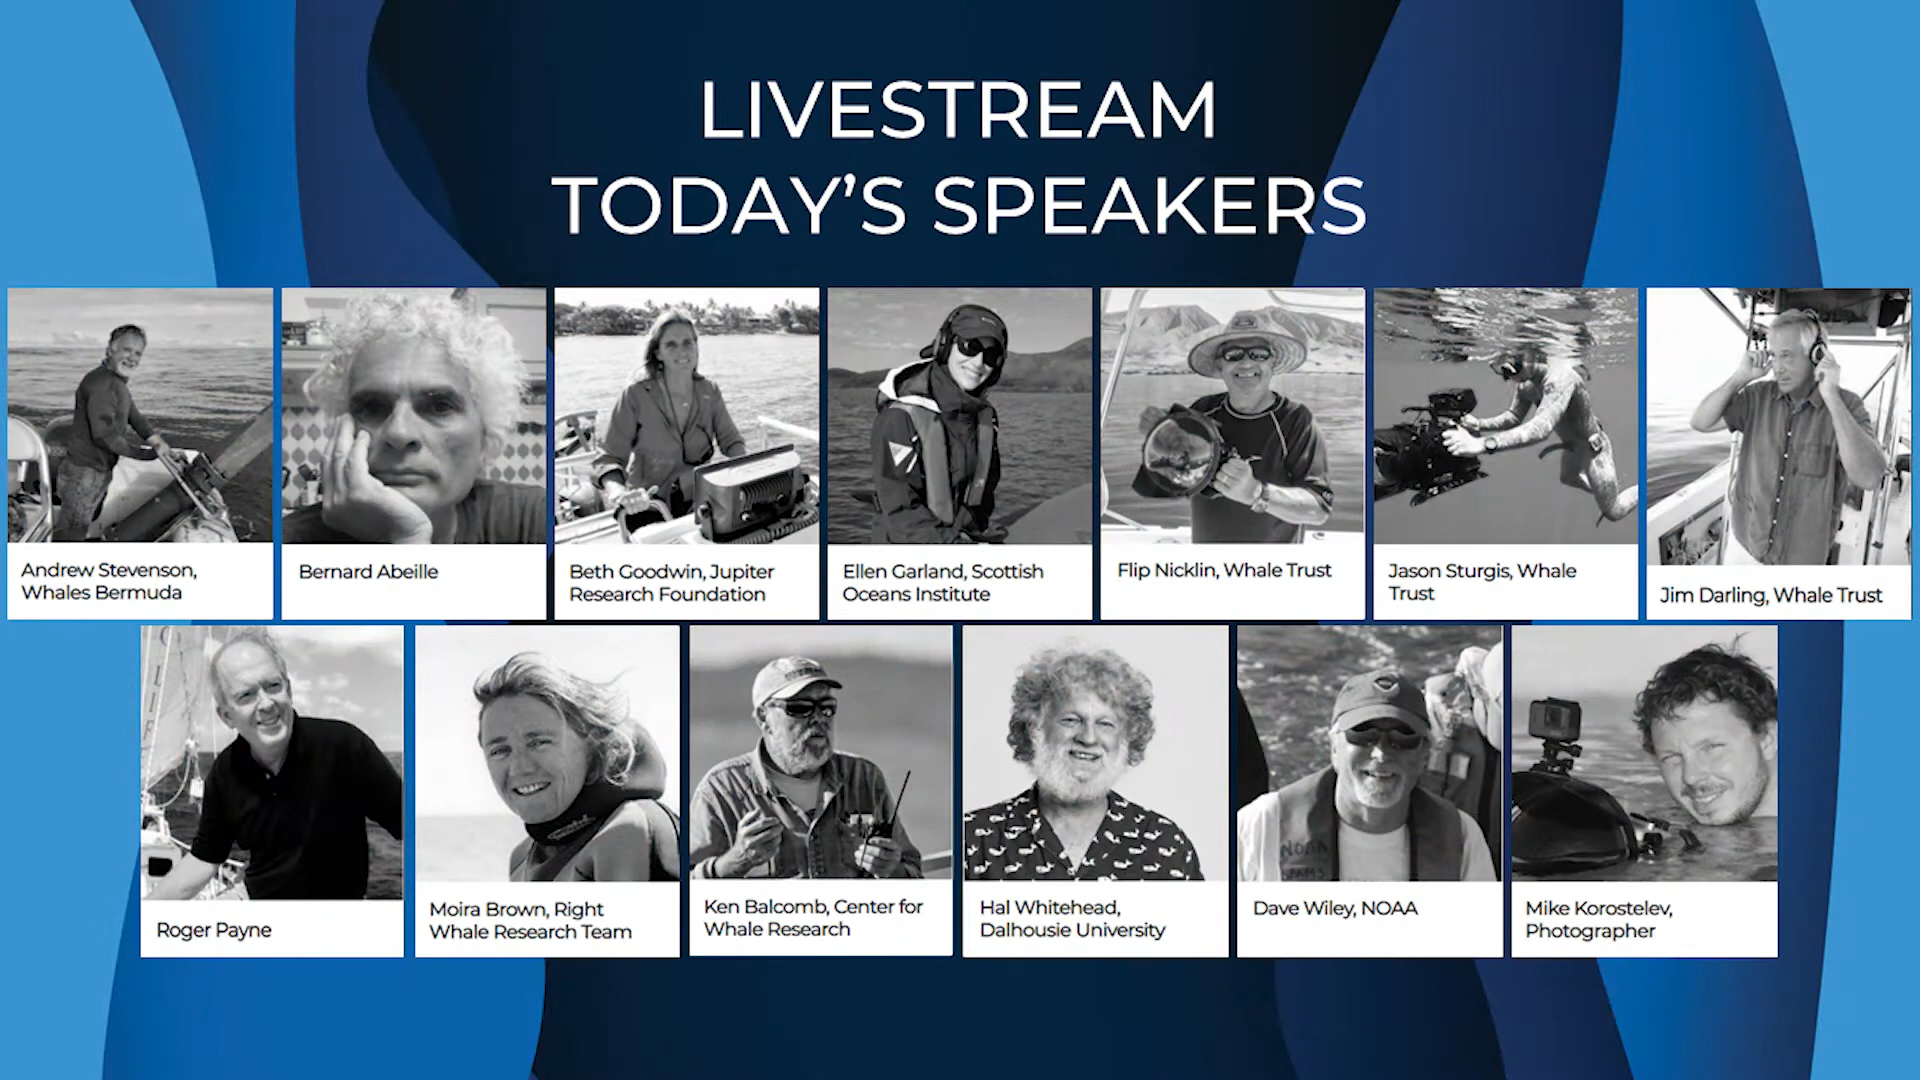 LIVESTREAM
TODAY’S SPEAKERS
Andrew Stevenson,
Whales Bermuda
Bernard Abeille
Beth Goodwin, Jupiter
Research Foundation
Ellen Garland, Scottish
Oceans Institute
Flip Nicklin, Whale Trust
Jason Sturgis, Whale
Trust
Jim Darling, Whale Trust
Roger Payne
Moira Brown, Right
Whale Research Team
Ken Balcomb, Center for
Whale Research
Hal Whitehead,
Dalhousie University
NOAA
Dave Wiley, NOAA
Mike Korostelev,
Photographer